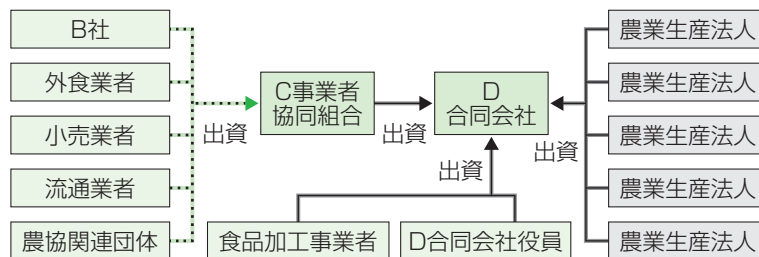 B社
外食業者
小売業者
流通業者
農協関連団体
出資
C事業者
協同組合
出資
D
合同会社
出資
食品加工事業者
D合同会社役員
出資
農業生産法人
農業生産法人
農業生産法人
農業生産法人
農業生産法人